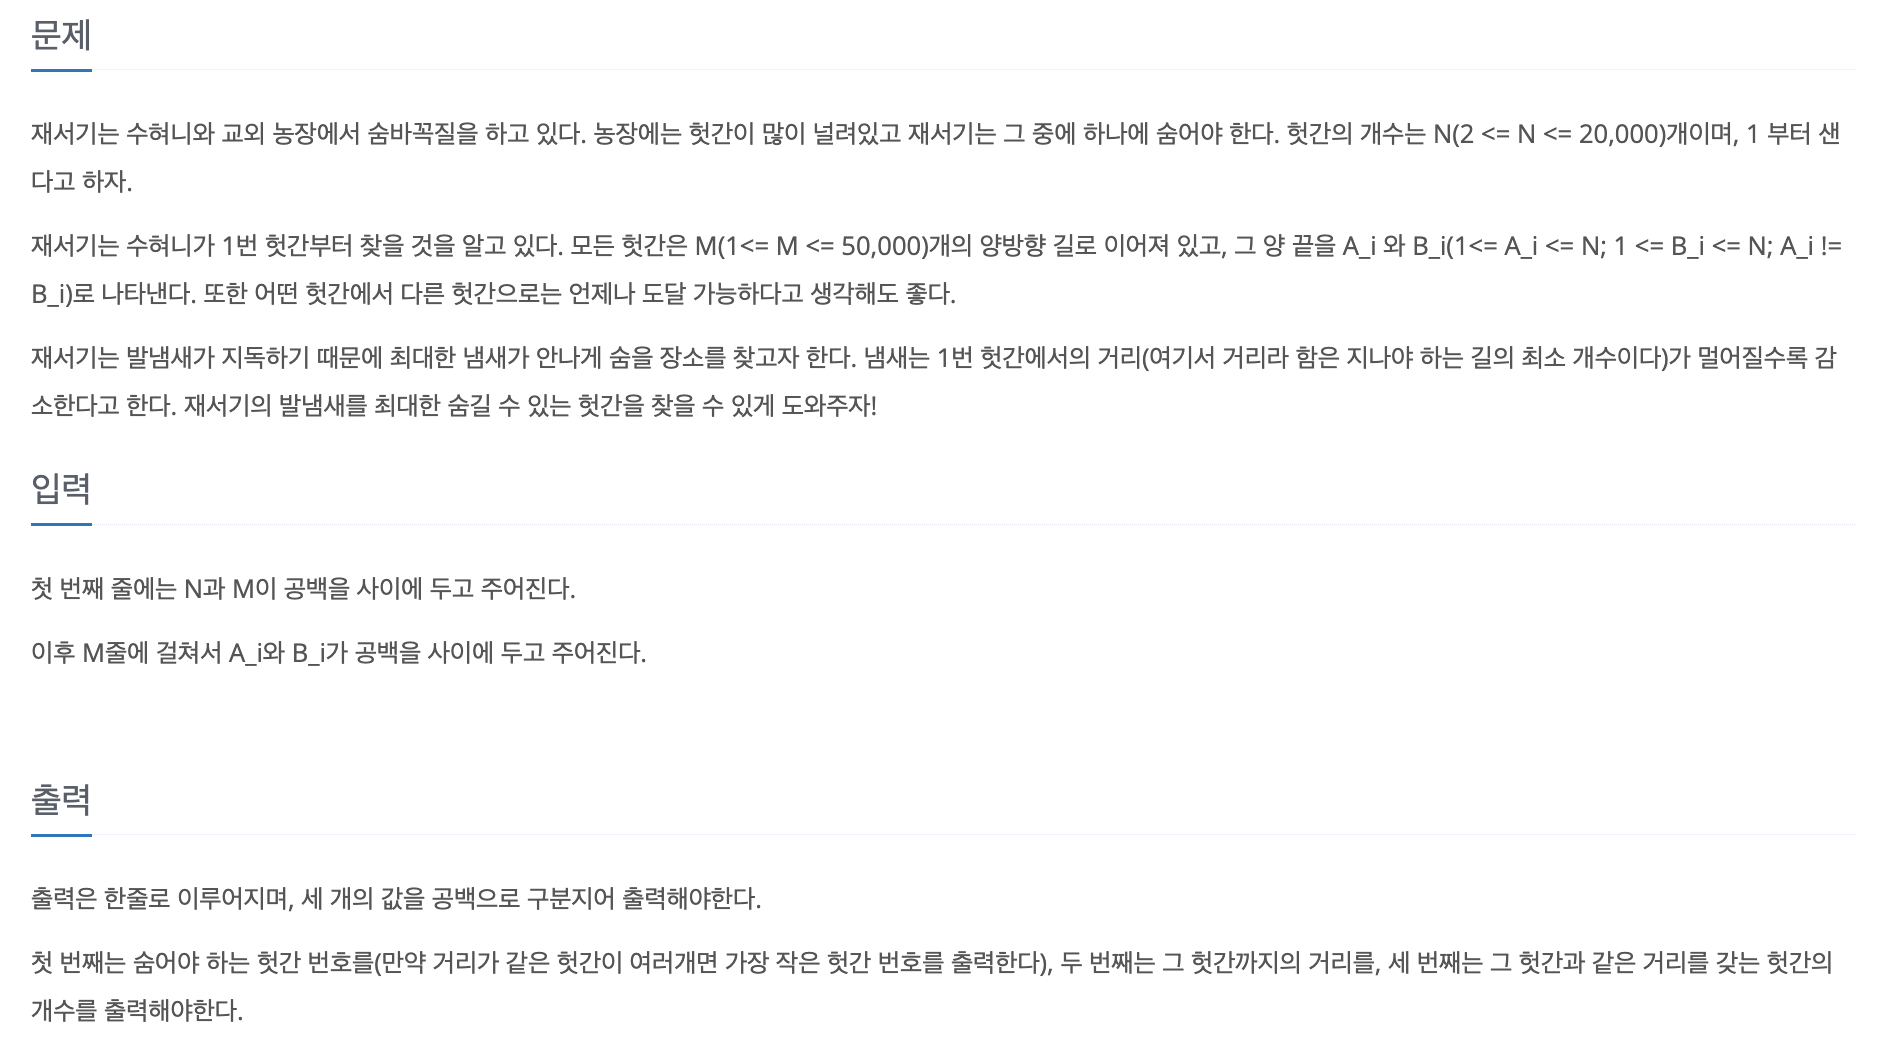 문제
재서기는 수혀니와 교외 농장에서 숨바꼭질을 하고 있다. 농장에는 헛간이 많이 널려있고 재서기는 그 중에 하나에 숨어야 한다. 헛간의 개수는 N(2 <= N <= 20,000)개이며, 1 부터 샌
다고 하자.
재서기는 수혀니가 1번 헛간부터 찾을 것을 알고 있다. 모든 헛간은 M(1<= M <= 50,000)개의 양방향 길로 이어져 있고, 그 양 끝을 A_i 와 B_i(1<= A_i <= N; 1 <= B_i <= N; A_i !=
B_i)로 나타낸다. 또한 어떤 헛간에서 다른 헛간으로는 언제나 도달 가능하다고 생각해도 좋다.
재서기는 발냄새가 지독하기 때문에 최대한 냄새가 안나게 숨을 장소를 찾고자 한다. 냄새는 1번 헛간에서의 거리(여기서 거리라 함은 지나야 하는 길의 최소 개수이다)가 멀어질수록 감
소한다고 한다. 재서기의 발냄새를 최대한 숨길 수 있는 헛간을 찾을 수 있게 도와주자!
입력
첫 번째 줄에는 N과 M이 공백을 사이에 두고 주어진다.
이후 M줄에 걸쳐서 A_i와 B_i가 공백을 사이에 두고 주어진다.
출력
출력은 한줄로 이루어지며, 세 개의 값을 공백으로 구분지어 출력해야한다.
첫 번째는 숨어야 하는 헛간 번호를(만약 거리가 같은 헛간이 여러개면 가장 작은 헛간 번호를 출력한다), 두 번째는 그 헛간까지의 거리를, 세 번째는 그 헛간과 같은 거리를 갖는 헛간의
개수를 출력해야한다.